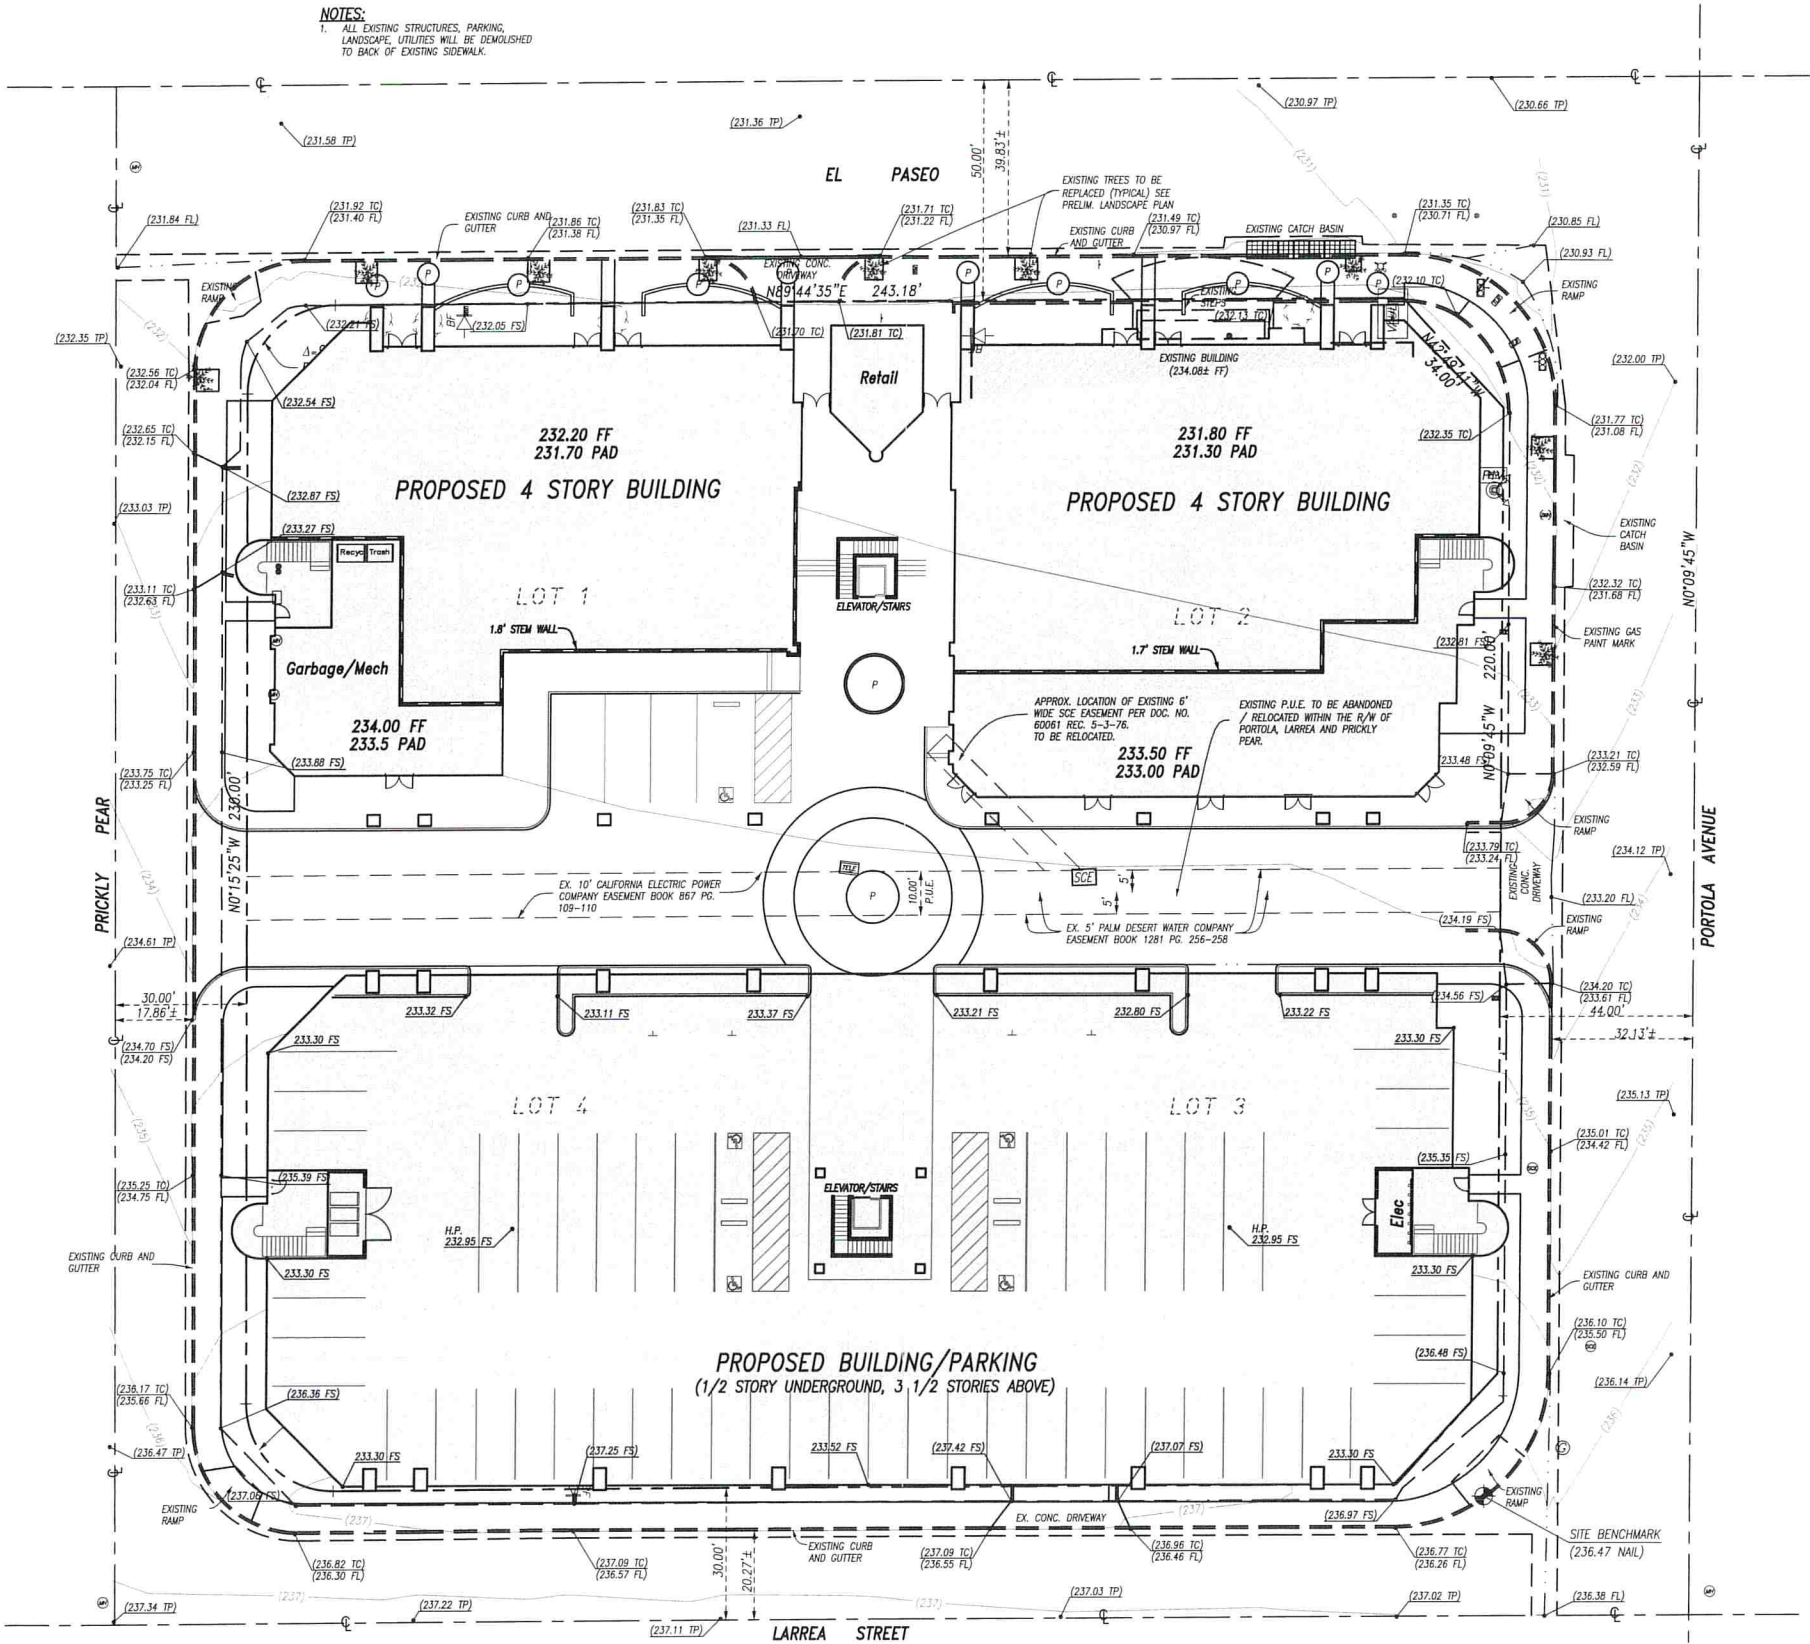 NOTES:
1. ALL EXISTING STRUCTURES, PARKING,
LANDSCAPE, UTILITIES WILL BE DEMOLISHED
TO BACK OF EXISTING SIDEWALK.
(231.58 TP)
(231.36 TP)
(230.97 TP)
(230.66 TP)
50.00'
39.83'±
(231)
EL PASEO
EXISTING TREES TO BE
REPLACED (TYPICAL) SEE
PRELIM. LANDSCAPE PLAN
(231.84 FL)
(231.92 TC)
(231.40 FL)
EXISTING CURB AND
GUTTER
(231.86 TC)
(231.38 FL)
(231.83 TC)
(231.35 FL)
(231.33 FL)
(231.71 TC)
(231.22 FL)
EXISTING CURB
AND GUTTER
(231.49 TC)
(230.97 FL)
EXISTING CATCH BASIN
(231.35 TC)
(230.71 FL)
(230.85 FL)
(230.93 FL)
EXISTING
RAMP
EXISTING CONC.
DRIVEWAY
N89°44'35"E 243.18'
EXISTING
STEPS
(232.10 TC)
EXISTING
RAMP
(232.21 FS)
(232.05 FS)
(231.70 TC)
(231.81 TC)
(232.13 TC)
(232)
(232.35 TP)
(232.56 TC)
(232.04 FL)
(232.54 FS)
Retail
EXISTING BUILDING
(234.08± FF)
N42°49'41"W
34.00'
(232.00 TP)
(232.65 TC)
(232.15 FL)
232.20 FF
231.70 PAD
PROPOSED 4 STORY BUILDING
231.80 FF
231.30 PAD
PROPOSED 4 STORY BUILDING
(232.35 TC)
(231.77 TC)
(231.08 FL)
(232)
(232)
(232.87 FS)
(233.03 TP)
(233.27 FS)
Recyc Trash
EXISTING
CATCH
BASIN
N0°09'45"W
(233.11 TC)
(232.63 FL)
LOT 1
ELEVATOR/STAIRS
LOT 2
(232.32 TC)
(231.68 FL)
1.8' STEM WALL
1.7' STEM WALL
(232.81 FS)
220.00'
EXISTING GAS
PAINT MARK
Garbage/Mech
P
APPROX. LOCATION OF EXISTING 6'
WIDE SCE EASEMENT PER DOC. NO.
60061 REC. 5-3-76.
TO BE RELOCATED.
EXISTING P.U.E. TO BE ABANDONED
/ RELOCATED WITHIN THE R/W OF
PORTOLA, LARREA AND PRICKLY
PEAR.
(233)
(233)
234.00 FF
233.5 PAD
233.50 FF
233.00 PAD
N0°09'45"W
(233.88 FS)
(233.48 FS)
(233.75 TC)
(233.25 FL)
(233.21 TC)
(232.59 FL)
PRICKLY PEAR
N0°15'25"W 230.00'
EXISTING
RAMP
(233.79 TC)
(233.24 FL)
(234.12 TP)
PORTOLA AVENUE
TELE
SCE
EX. 10' CALIFORNIA ELECTRIC POWER
COMPANY EASEMENT BOOK 867 PG.
109-110
P
10.00'
P.U.E.
5'
5'
EXISTING
CONC.
DRIVEWAY
(233.20 FL)
(234)
(234)
EX. 5' PALM DESERT WATER COMPANY
EASEMENT BOOK 1281 PG. 256-258
(234.19 FS)
EXISTING
RAMP
(234.61 TP)
30.00'
17.86'±
233.32 FS
233.11 FS
233.37 FS
233.21 FS
232.80 FS
233.22 FS
(234.56 FS)
(234.20 TC)
(233.61 FL)
44.00'
32.13'±
(234.70 FS)
(234.20 FS)
233.30 FS
233.30 FS
LOT 4
LOT 3
(235.13 TP)
(235)
(235)
(235)
(235.01 TC)
(234.42 FL)
(235.35 FS)
(235.25 TC)
(234.75 FL)
(235.39 FS)
ELEVATOR/STAIRS
Elec
H.P.
232.95 FS
H.P.
232.95 FS
EXISTING CURB AND
GUTTER
233.30 FS
233.30 FS
EXISTING CURB AND
GUTTER
(236.10 TC)
(235.50 FL)
PROPOSED BUILDING/PARKING
(1/2 STORY UNDERGROUND, 3 1/2 STORIES ABOVE)
(236.48 FS)
(236.14 TP)
(236.17 TC)
(235.66 FL)
(236.36 FS)
(236)
(236)
(236.47 TP)
233.30 FS
(237.25 FS)
233.52 FS
(237.42 FS)
(237.07 FS)
233.30 FS
EXISTING
RAMP
(237.06 FS)
(237)
EX. CONC. DRIVEWAY
(237)
(236.97 FS)
EXISTING
RAMP
SITE BENCHMARK
(236.47 NAIL)
(236.82 TC)
(236.30 FL)
(237.09 TC)
(236.57 FL)
30.00'
20.27'±
EXISTING CURB
AND GUTTER
(237.09 TC)
(236.55 FL)
(236.96 TC)
(236.46 FL)
(236.77 TC)
(236.26 FL)
(237)
(237)
(237.34 TP)
(237.22 TP)
(237.11 TP)
(237.03 TP)
(237.02 TP)
(236.38 FL)
LARREA STREET